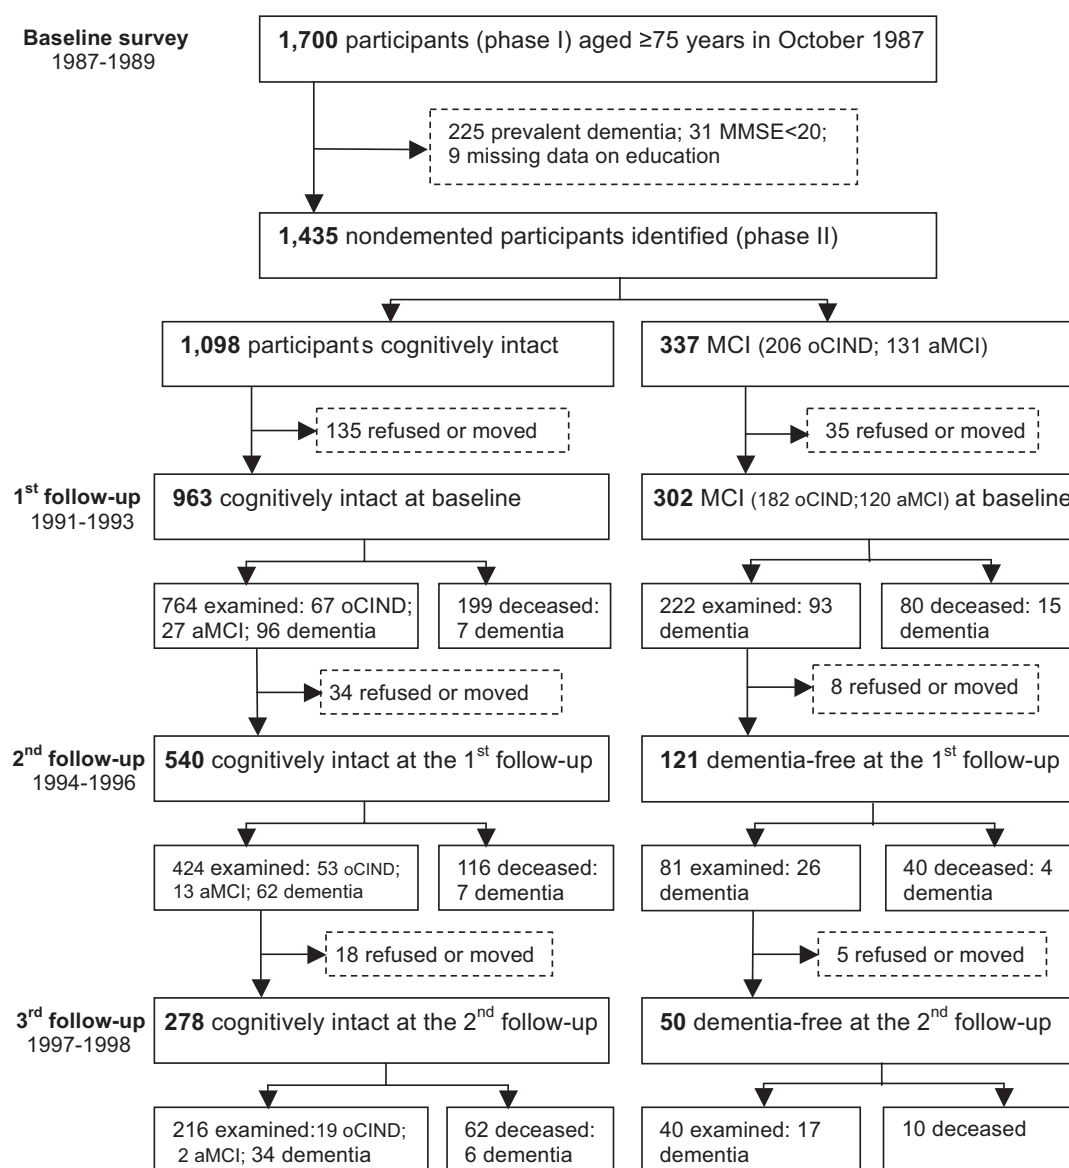 Baseline survey
1987-1989
1,700 participants (phase I) aged ≥75 years in October 1987
225 prevalent dementia; 31 MMSE<20;
9 missing data on education
1,435 nondemented participants identified (phase II)
1,098 participants cognitively intact
337 MCI (206 oCIND; 131 aMCI)
135 refused or moved
35 refused or moved
1st follow-up
1991-1993
963 cognitively intact at baseline
302 MCI (182 oCIND;120 aMCI) at baseline
764 examined: 67 oCIND;
27 aMCI; 96 dementia
199 deceased:
7 dementia
222 examined: 93
dementia
80 deceased: 15
dementia
34 refused or moved
8 refused or moved
2nd follow-up
1994-1996
540 cognitively intact at the 1st follow-up
121 dementia-free at the 1st follow-up
424 examined: 53 oCIND;
13 aMCI; 62 dementia
116 deceased:
7 dementia
81 examined: 26
dementia
40 deceased: 4
dementia
18 refused or moved
5 refused or moved
3rd follow-up
1997-1998
278 cognitively intact at the 2nd follow-up
50 dementia-free at the 2nd follow-up
216 examined:19 oCIND;
2 aMCI; 34 dementia
62 deceased:
6 dementia
40 examined: 17
dementia
10 deceased